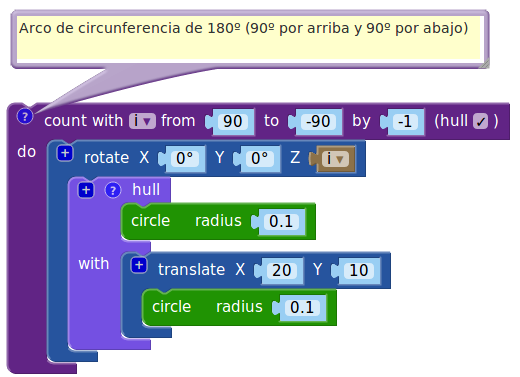 Arco de circunferencia de 180º (90º por arriba y 90º por abajo)
? count with i ▾ from 90 to -90 by -1 (hull ✓ )
do + rotate X 0° Y 0° Z i ▾
+ ? hull
circle radius 0.1
with + translate X 20 Y 10
circle radius 0.1